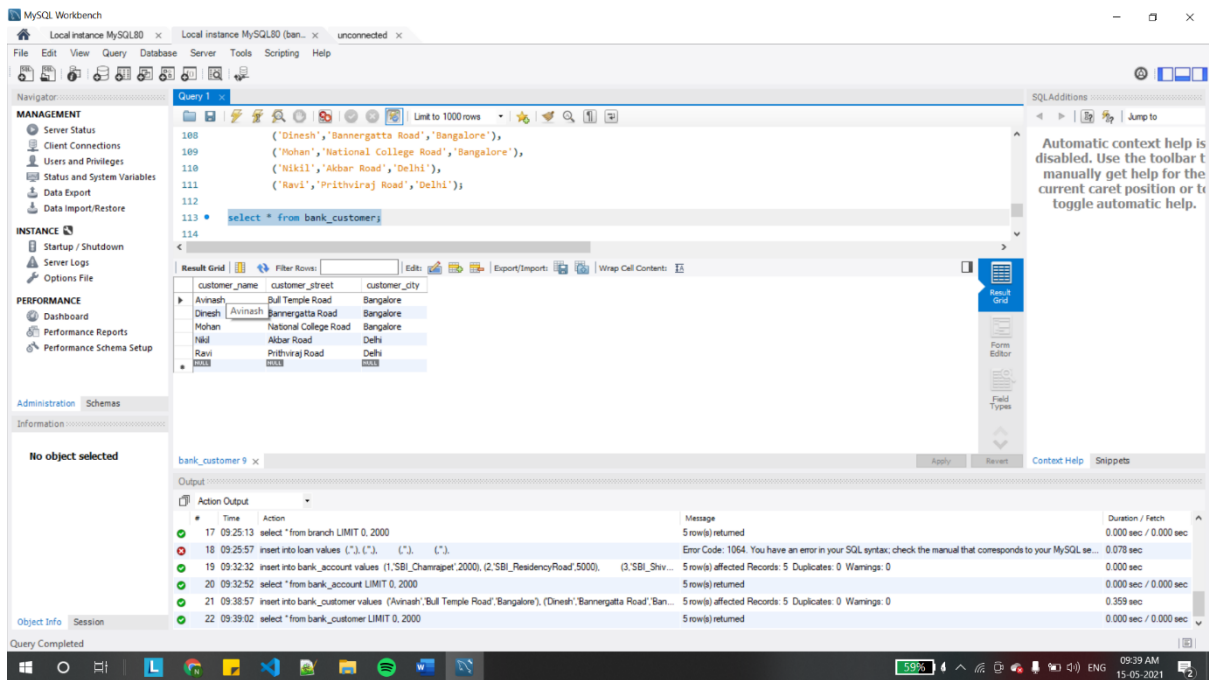 MySQL Workbench
Local instance MySQL80 × Local instance MySQL80 (ban... × unconnected ×
File Edit View Query Database Server Tools Scripting Help
Navigator
MANAGEMENT
Server Status
Client Connections
Users and Privileges
Status and System Variables
Data Export
Data Import/Restore
INSTANCE
Startup / Shutdown
Server Logs
Options File
PERFORMANCE
Dashboard
Performance Reports
Performance Schema Setup
Administration Schemas
Information
No object selected
Object Info Session
Query Completed
Query 1 ×
Limit to 1000 rows
108 ('Dinesh','Bannergatta Road','Bangalore'),
109 ('Mohan','National College Road','Bangalore'),
110 ('Nikil','Akbar Road','Delhi'),
111 ('Ravi','Prithviraj Road','Delhi');
112
113 select * from bank_customer;
114
Result Grid Filter Rows: Edit: Export/Import: Wrap Cell Content:
customer_name customer_street customer_city
Avinash Bull Temple Road Bangalore
Dinesh Avinash Bannergatta Road Bangalore
Mohan National College Road Bangalore
Nikil Akbar Road Delhi
Ravi Prithviraj Road Delhi
NULL NULL NULL
Result Grid
Form Editor
Field Types
bank_customer 9 × Apply Revert
SQLAdditions
Jump to
Automatic context help is
disabled. Use the toolbar t
manually get help for the
current caret position or to
toggle automatic help.
Context Help Snippets
Output
Action Output
# Time Action Message Duration / Fetch
17 09:25:13 select * from branch LIMIT 0, 2000 5 row(s) returned 0.000 sec / 0.000 sec
18 09:25:57 insert into loan values (,''), (,''), (,''), (,''), Error Code: 1064. You have an error in your SQL syntax; check the manual that corresponds to your MySQL se... 0.078 sec
19 09:32:32 insert into bank_account values (1,'SBI_Chamrajpet',2000), (2,'SBI_ResidencyRoad',5000), (3,'SBI_Shiv... 5 row(s) affected Records: 5 Duplicates: 0 Warnings: 0 0.000 sec
20 09:32:52 select * from bank_account LIMIT 0, 2000 5 row(s) returned 0.000 sec / 0.000 sec
21 09:38:57 insert into bank_customer values ('Avinash','Bull Temple Road','Bangalore'), ('Dinesh','Bannergatta Road','Ban... 5 row(s) affected Records: 5 Duplicates: 0 Warnings: 0 0.359 sec
22 09:39:02 select * from bank_customer LIMIT 0, 2000 5 row(s) returned 0.000 sec / 0.000 sec
59% ENG 09:39 AM
15-05-2021